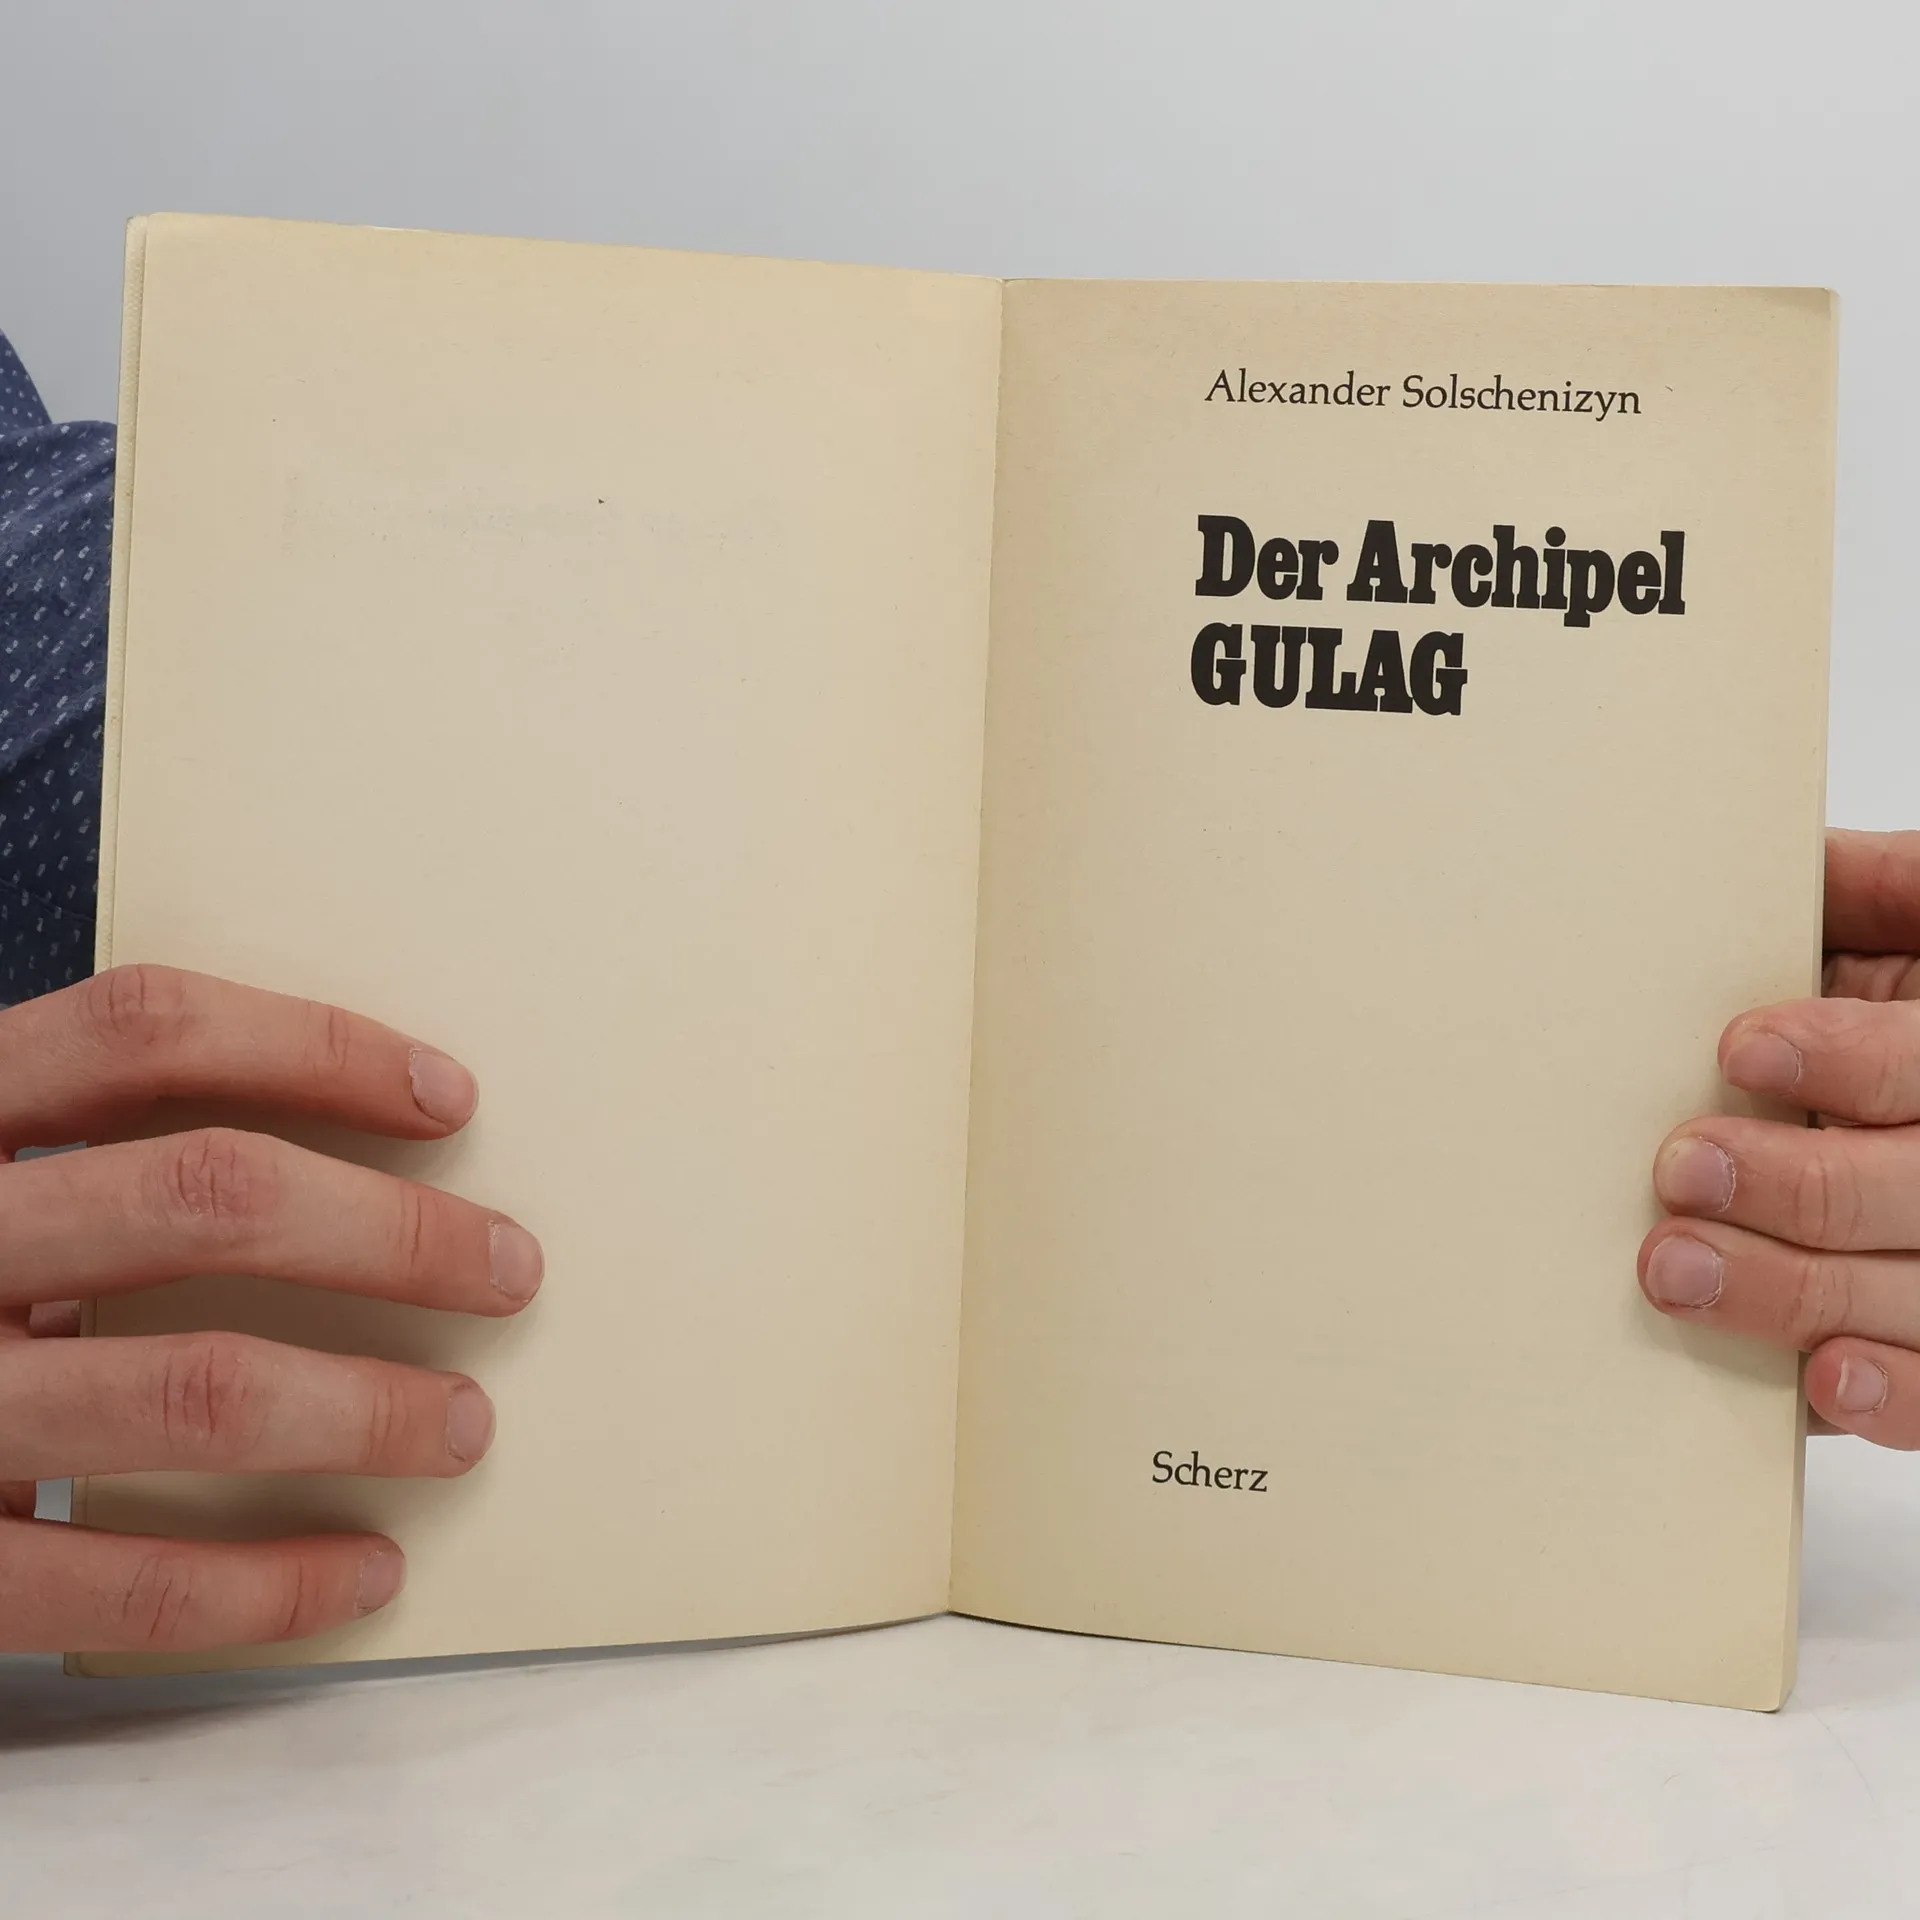 Alexander Solschenizyn
Der Archipel
GULAG
Scherz